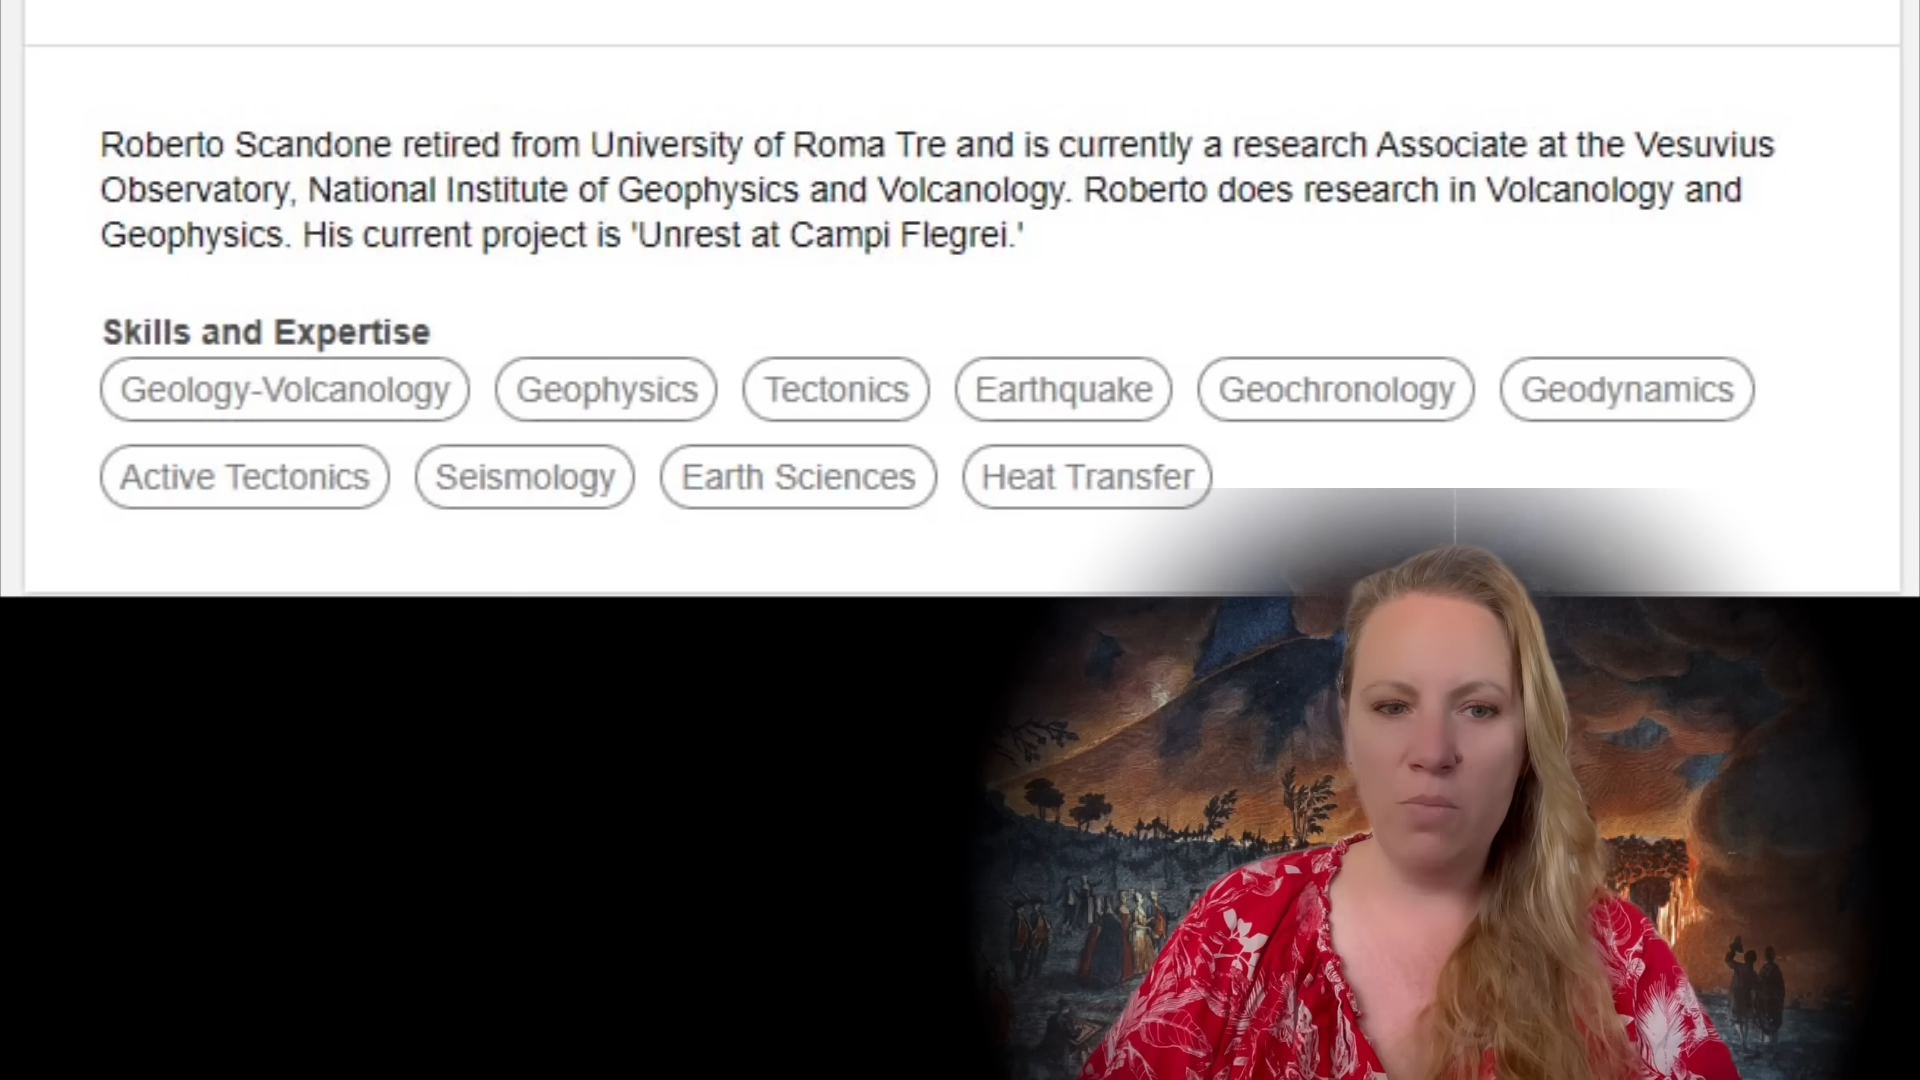 Roberto Scandone retired from University of Roma Tre and is currently a research Associate at the Vesuvius
Observatory, National Institute of Geophysics and Volcanology. Roberto does research in Volcanology and
Geophysics. His current project is 'Unrest at Campi Flegrei.'
Skills and Expertise
Geology-Volcanology Geophysics Tectonics Earthquake Geochronology Geodynamics
Active Tectonics Seismology Earth Sciences Heat Transfer